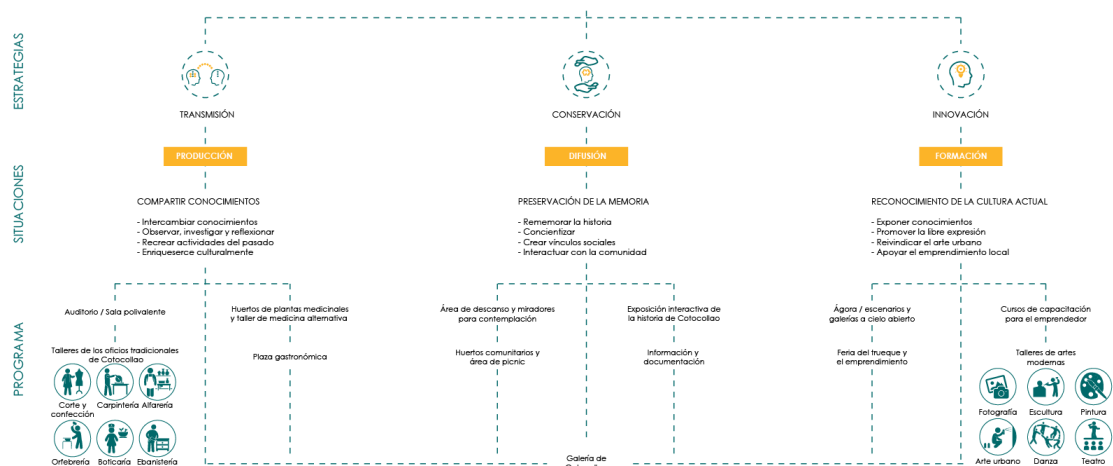 ESTRATEGIAS
TRANSMISIÓN
CONSERVACIÓN
INNOVACIÓN
SITUACIONES
PRODUCCIÓN
DIFUSIÓN
FORMACIÓN
COMPARTIR CONOCIMIENTOS
- Intercambiar conocimientos
- Observar, investigar y reflexionar
- Recrear actividades del pasado
- Enriqueserce culturalmente
PRESERVACIÓN DE LA MEMORIA
- Rememorar la historia
- Concientizar
- Crear vínculos sociales
- Interactuar con la comunidad
RECONOCIMIENTO DE LA CULTURA ACTUAL
- Exponer conocimientos
- Promover la libre expresión
- Reivindicar el arte urbano
- Apoyar el emprendimiento local
PROGRAMA
Auditorio / Sala polivalente
Huertos de plantas medicinales
y taller de medicina alternativa
Talleres de los oficios tradicionales
de Cotocollao
Plaza gastronómica
Corte y
confección
Carpintería
Alfarería
Orfebrería
Boticaria
Ebanistería
Área de descanso y miradores
para contemplación
Exposición interactiva de
la historia de Cotocollao
Huertos comunitarios y
área de picnic
Información y
documentación
Galería de
Ágora / escenarios y
galerías a cielo abierto
Cursos de capacitación
para el emprendedor
Feria del trueque y
el emprendimiento
Talleres de artes
modernas
Fotografía
Escultura
Pintura
Arte urbano
Danza
Teatro